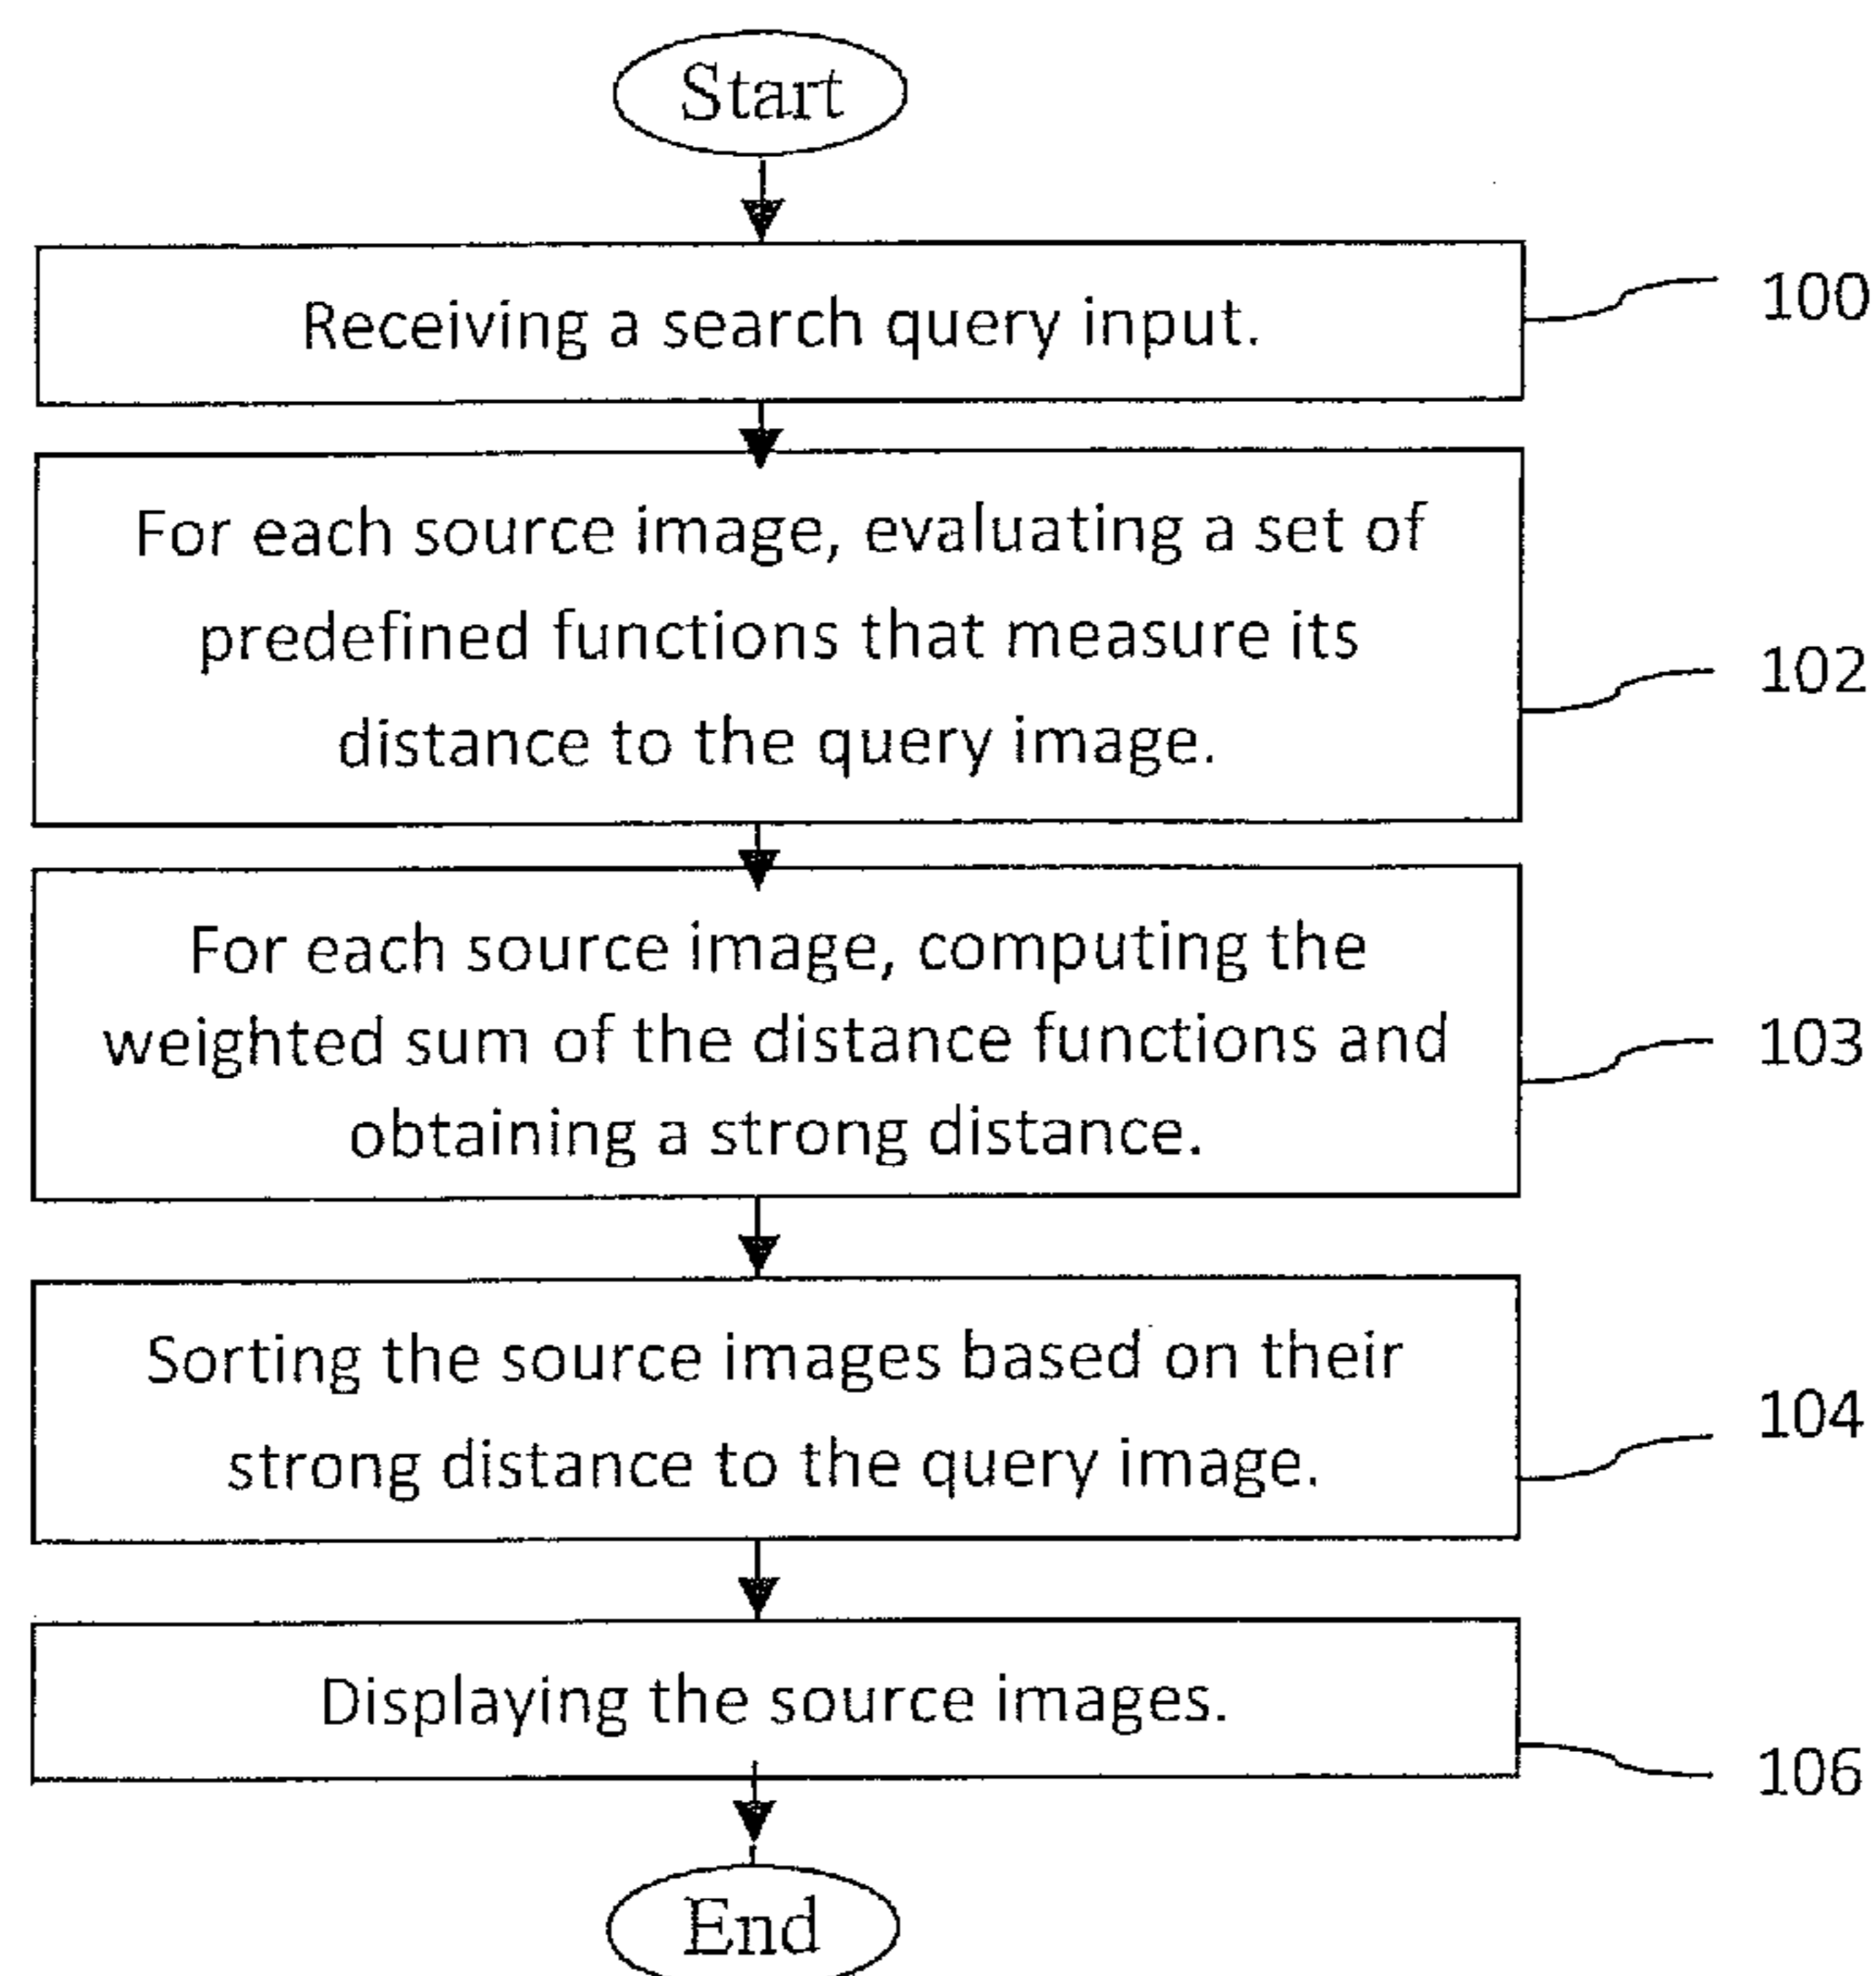 Start
Receiving a search query input.
100
For each source image, evaluating a set of
predefined functions that measure its
distance to the query image.
102
For each source image, computing the
weighted sum of the distance functions and
obtaining a strong distance.
103
Sorting the source images based on their
strong distance to the query image.
104
Displaying the source images.
106
End